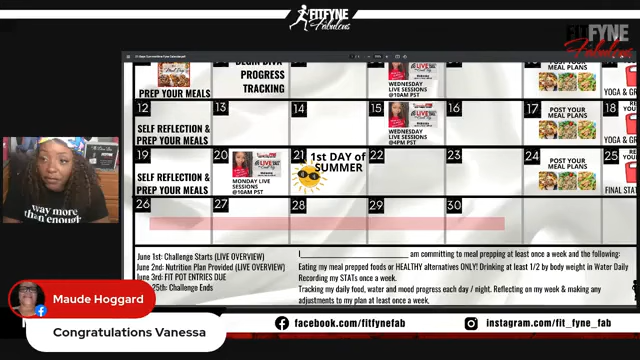 FITFYNE
Fabulous
FITFYNE
Fabulous
BEGIN DIVA
PROGRESS
TRACKING
PREP YOUR MEALS
WEDNESDAY
LIVE SESSIONS
@10AM PST
POST YOUR
MEAL PLANS
YOGA &
12
13
14
15
16
17
18
SELF REFLECTION &
PREP YOUR MEALS
WEDNESDAY
LIVE SESSIONS
@4PM PST
POST YOUR
MEAL PLANS
YOGA &
19
20
21
22
23
24
25
SELF REFLECTION &
PREP YOUR MEALS
MONDAY LIVE
SESSIONS
@10AM PST
1st DAY of
SUMMER
POST YOUR
MEAL PLANS
FINAL STA
26
27
28
29
30
June 1st: Challenge Starts (LIVE OVERVIEW)
June 2nd: Nutrition Plan Provided (LIVE OVERVIEW)
June 3rd: FIT POT ENTRIES DUE
25th: Challenge Ends
I____________________ am committing to meal prepping at least once a week and the following:
Eating my meal prepped foods or HEALTHY alternatives ONLY! Drinking at least 1/2 by body weight in Water Daily
Recording my STATs once a week.
Tracking my daily food, water and mood progress each day / night. Reflecting on my week & making any
adjustments to my plan at least once a week,
way more
than enough
Maude Hoggard
Congratulations Vanessa
facebook.com/fitfynefab
instagram.com/fit_fyne_fab